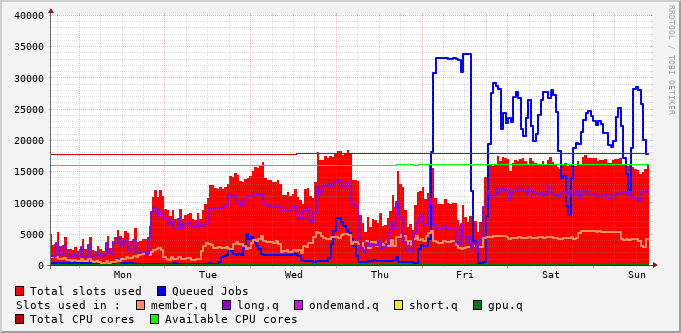 40000
35000
30000
25000
20000
15000
10000
5000
0
Mon Tue Wed Thu Fri Sat Sun
RRDTOOL / TOBI OETIKER
Total slots used Queued Jobs
Slots used in : member.q long.q ondemand.q short.q gpu.q
Total CPU cores Available CPU cores